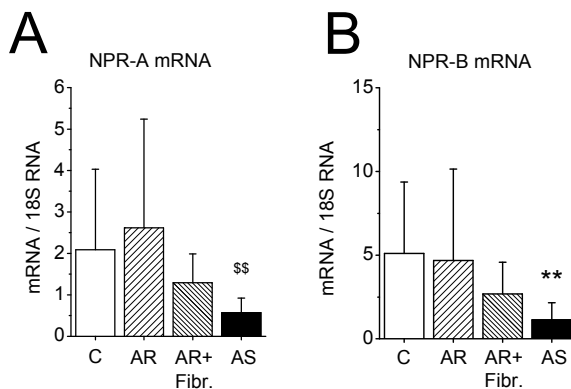 A
NPR-A mRNA
mRNA / 18S RNA
6
5
4
3
2
1
0
$$
C AR AR+ AS
Fibr.
B
NPR-B mRNA
mRNA / 18S RNA
15
10
5
0
**
C AR AR+ AS
Fibr.